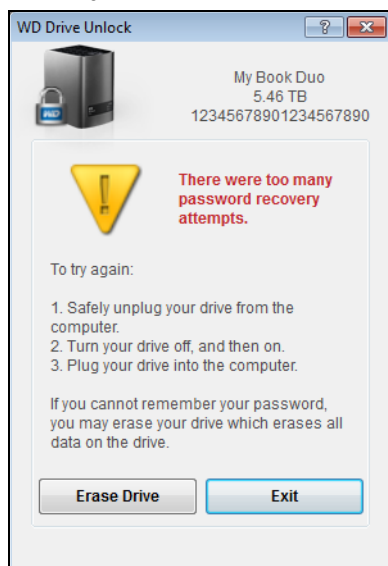 WD Drive Unlock
?
My Book Duo
5.46 TB
12345678901234567890
WD
There were too many
password recovery
attempts.
To try again:
1. Safely unplug your drive from the
computer.
2. Turn your drive off, and then on.
3. Plug your drive into the computer.
If you cannot remember your password,
you may erase your drive which erases all
data on the drive.
Erase Drive
Exit